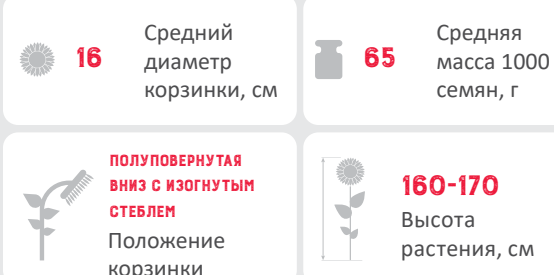 16
Средний
диаметр
корзинки, см
65
Средняя
масса 1000
семян, г
ПОЛУПОВЕРНУТАЯ
ВНИЗ С ИЗОГНУТЫМ
СТЕБЛЕМ
Положение
корзинки
160-170
Высота
растения, см